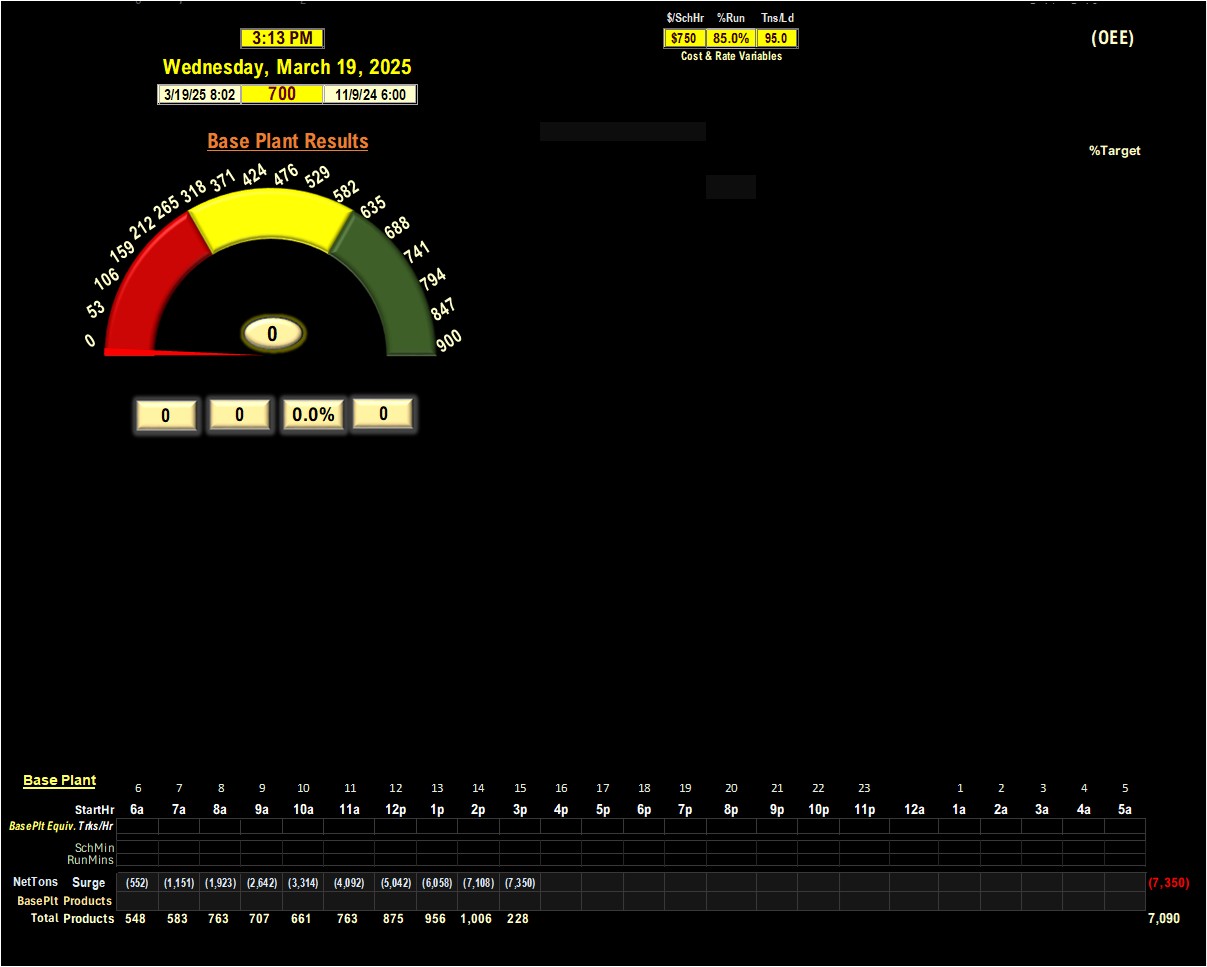 $/SchHr %Run Tns/Ld
3:13 PM
$750 85.0% 95.0
(OEE)
Cost & Rate Variables
Wednesday, March 19, 2025
3/19/25 8:02 700 11/9/24 6:00
Base Plant Results
%Target
0 53 106 159 212 265 318 371 424 476 529 582 635 688 741 794 847 900
0
0 0 0.0% 0
Base Plant
6 7 8 9 10 11 12 13 14 15 16 17 18 19 20 21 22 23 1 2 3 4 5
StartHr 6a 7a 8a 9a 10a 11a 12p 1p 2p 3p 4p 5p 6p 7p 8p 9p 10p 11p 12a 1a 2a 3a 4a 5a
BasePlt Equiv. Trks/Hr
SchMin
RunMins
NetTons Surge (552) (1,151) (1,923) (2,642) (3,314) (4,092) (5,042) (6,058) (7,108) (7,350) (7,350)
BasePlt Products
Total Products 548 583 763 707 661 763 875 956 1,006 228 7,090